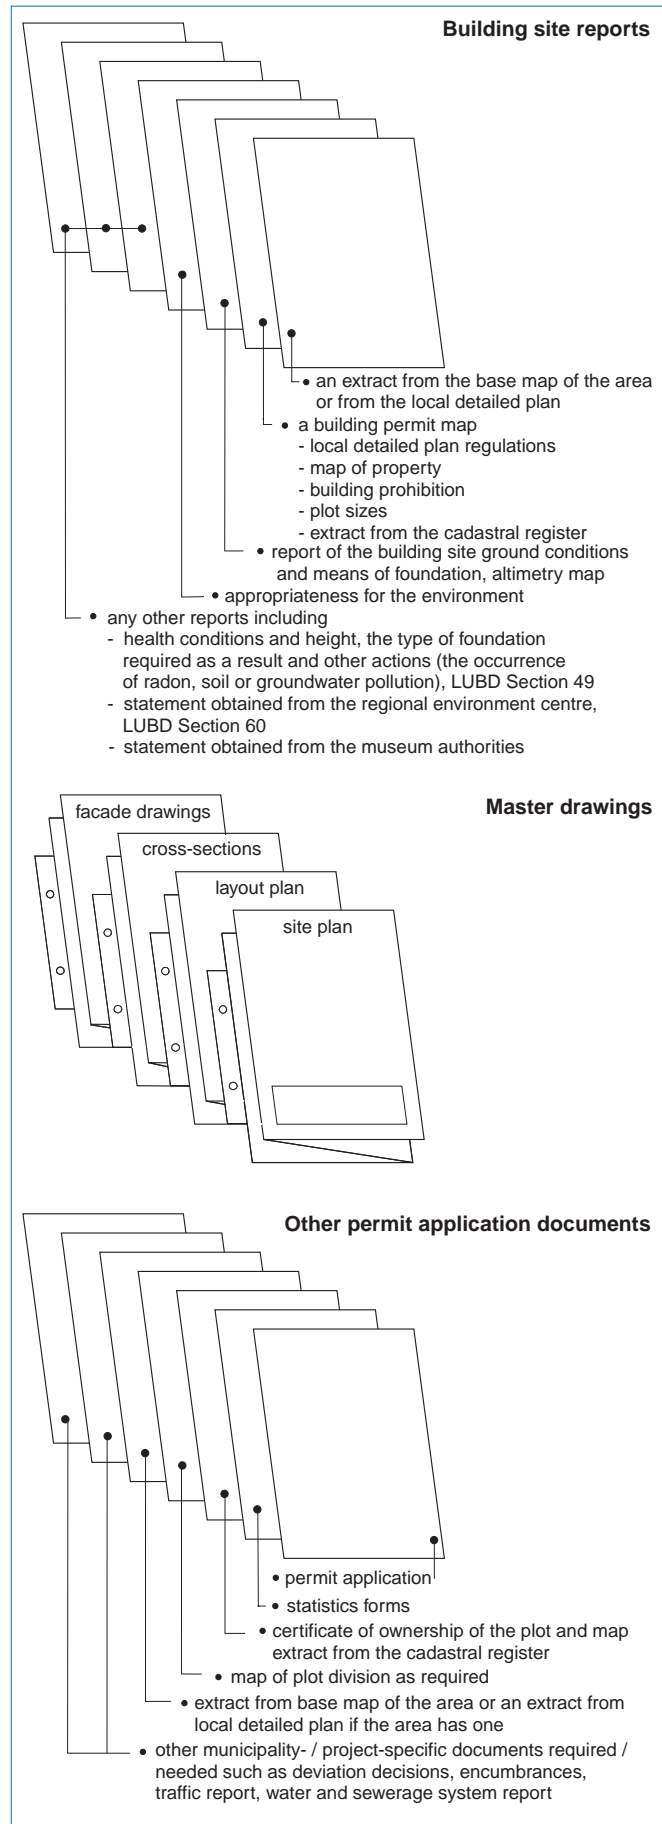 Building site reports
• an extract from the base map of the area
or from the local detailed plan
• a building permit map
- local detailed plan regulations
- map of property
- building prohibition
- plot sizes
- extract from the cadastral register
• report of the building site ground conditions
and means of foundation, altimetry map
• appropriateness for the environment
• any other reports including
- health conditions and height, the type of foundation
required as a result and other actions (the occurrence
of radon, soil or groundwater pollution), LUBD Section 49
- statement obtained from the regional environment centre,
LUBD Section 60
- statement obtained from the museum authorities
Master drawings
facade drawings
cross-sections
layout plan
site plan
Other permit application documents
• permit application
• statistics forms
• certificate of ownership of the plot and map
extract from the cadastral register
• map of plot division as required
• extract from base map of the area or an extract from
local detailed plan if the area has one
• other municipality- / project-specific documents required /
needed such as deviation decisions, encumbrances,
traffic report, water and sewerage system report